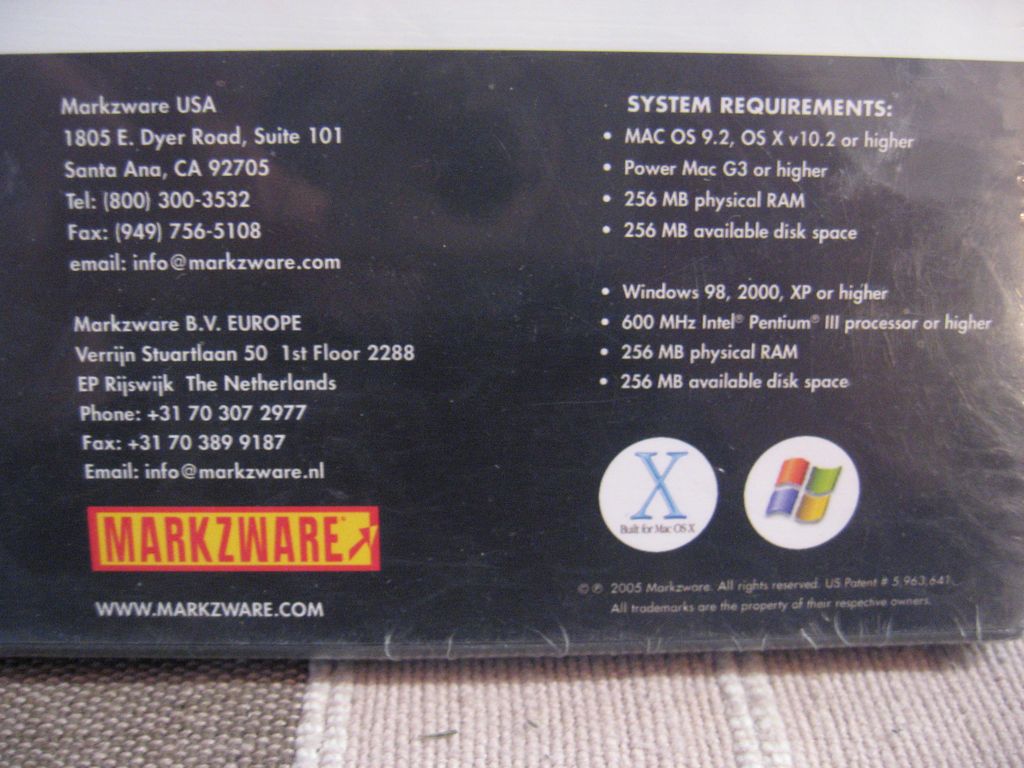 Markzware USA
1805 E. Dyer Road, Suite 101
Santa Ana, CA 92705
Tel: (800) 300-3532
Fax: (949) 756-5108
email: info@markzware.com
Markzware B.V. EUROPE
Verrijn Stuartlaan 50 1st Floor 2288
EP Rijswijk The Netherlands
Phone: +31 70 307 2977
Fax: +31 70 389 9187
Email: info@markzware.nl
MARKZWARE
WWW.MARKZWARE.COM
SYSTEM REQUIREMENTS:
• MAC OS 9.2, OS X v10.2 or higher
• Power Mac G3 or higher
• 256 MB physical RAM
• 256 MB available disk space
• Windows 98, 2000, XP or higher
• 600 MHz Intel® Pentium® III processor or higher
• 256 MB physical RAM
• 256 MB available disk space
X
Built for Mac OS X
© ℗ 2005 Markzware. All rights reserved. US Patent # 5,963,641.
All trademarks are the property of their respective owners.